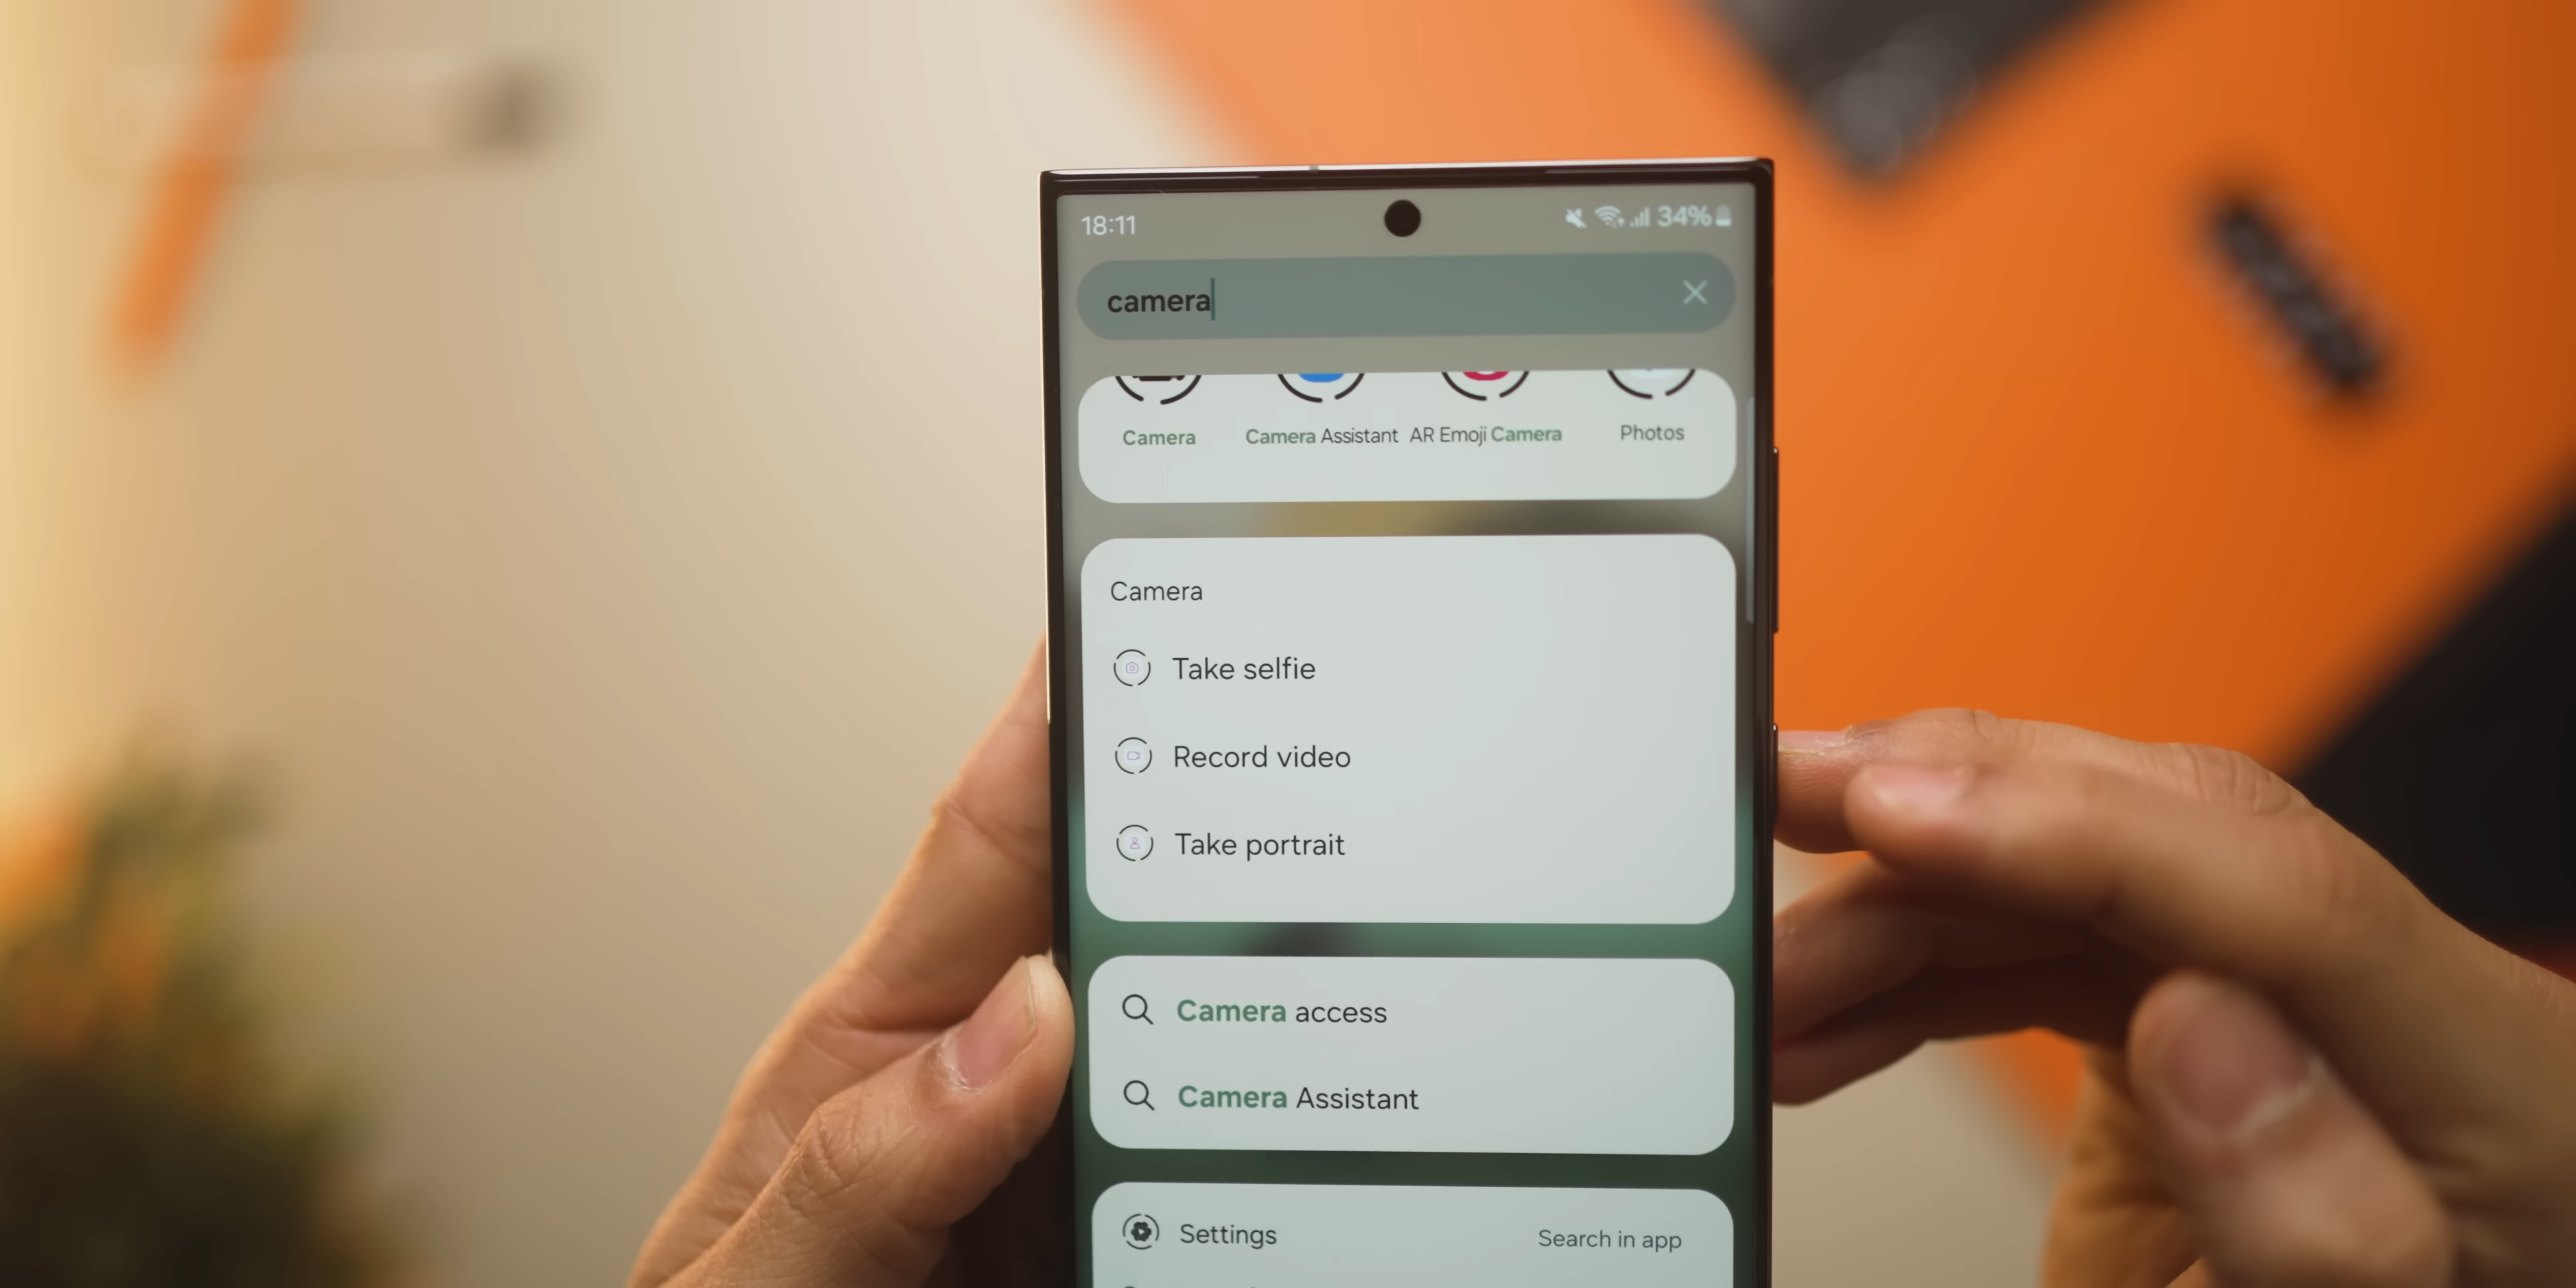 18:11 34%
camera
Camera Camera Assistant AR Emoji Camera Photos
Camera
Take selfie
Record video
Take portrait
Camera access
Camera Assistant
Settings Search in app